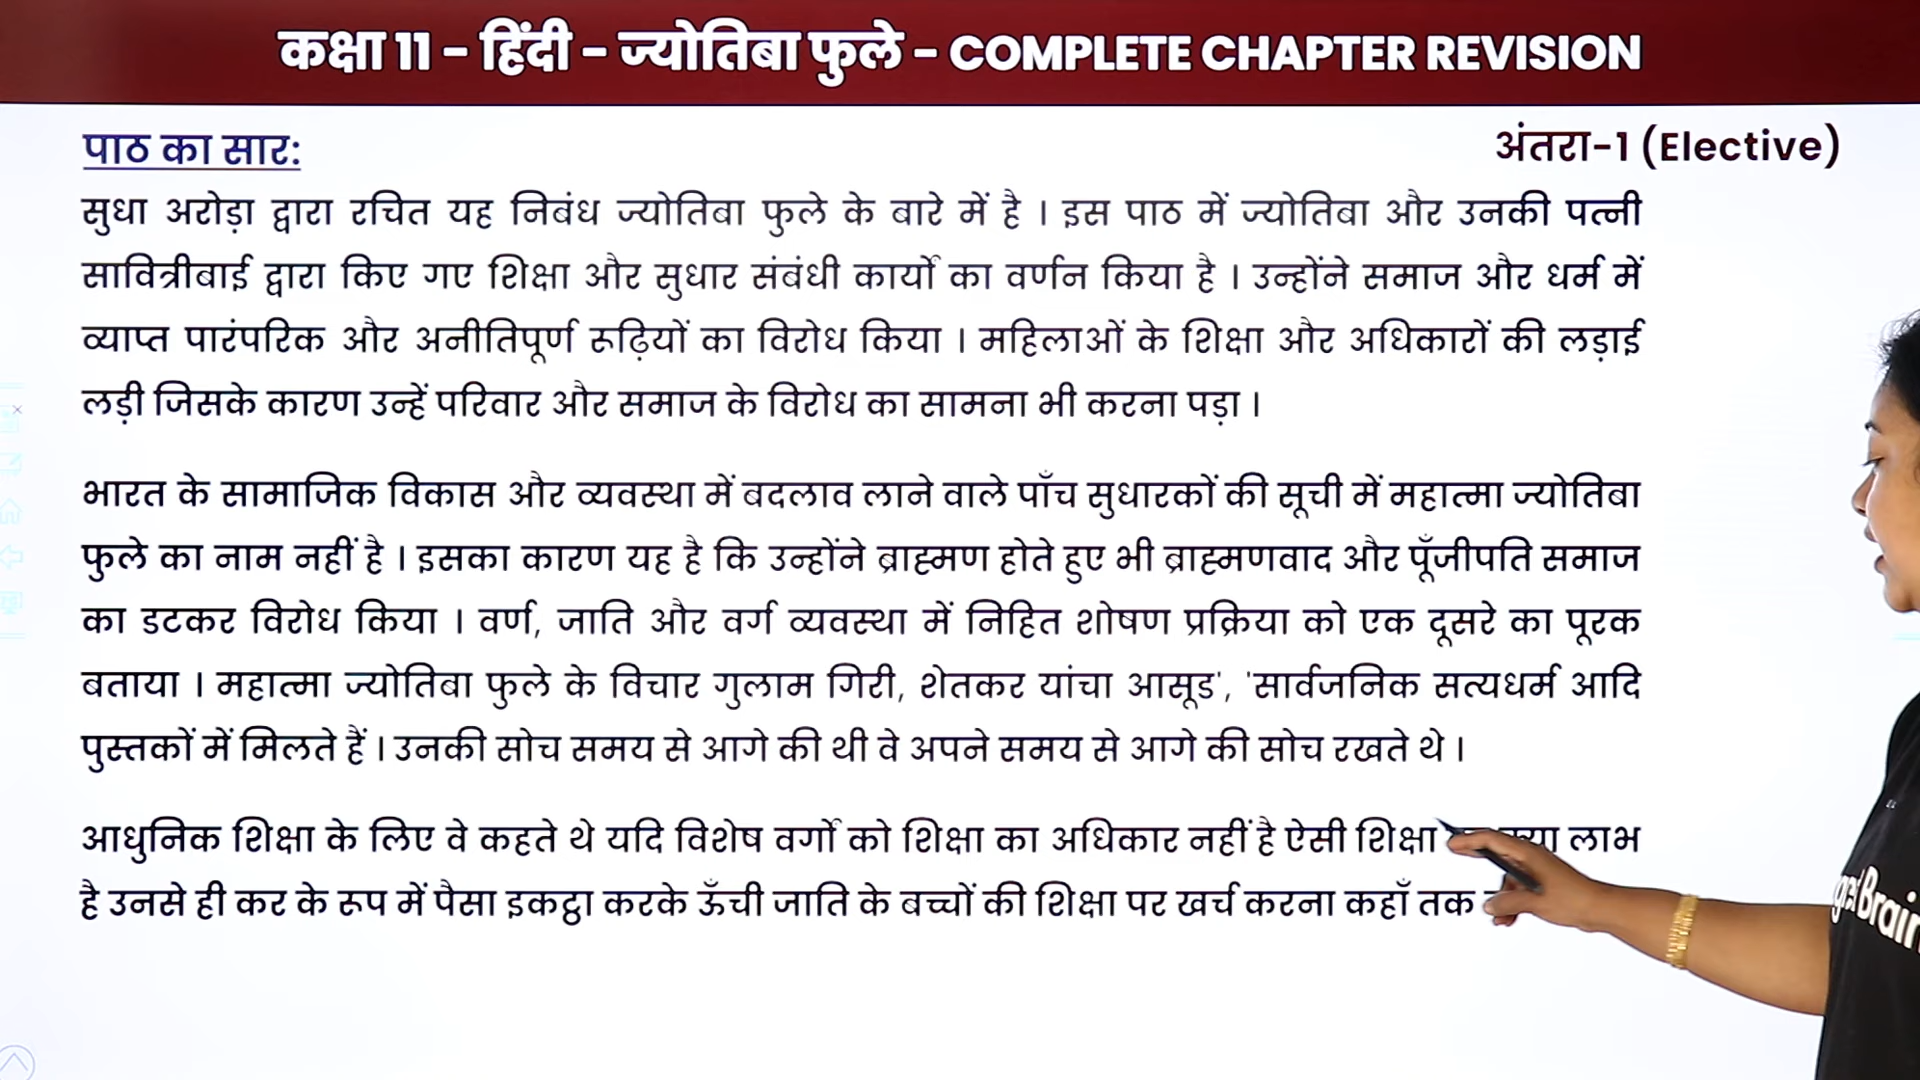 कक्षा 11 – हिंदी – ज्योतिबा फुले – COMPLETE CHAPTER REVISION
पाठ का सार:
अंतरा-1 (Elective)
सुधा अरोड़ा द्वारा रचित यह निबंध ज्योतिबा फुले के बारे में है । इस पाठ में ज्योतिबा और उनकी पत्नी
सावित्रीबाई द्वारा किए गए शिक्षा और सुधार संबंधी कार्यों का वर्णन किया है । उन्होंने समाज और धर्म में
व्याप्त पारंपरिक और अनीतिपूर्ण रूढ़ियों का विरोध किया । महिलाओं के शिक्षा और अधिकारों की लड़ाई
लड़ी जिसके कारण उन्हें परिवार और समाज के विरोध का सामना भी करना पड़ा ।
भारत के सामाजिक विकास और व्यवस्था में बदलाव लाने वाले पाँच सुधारकों की सूची में महात्मा ज्योतिबा
फुले का नाम नहीं है । इसका कारण यह है कि उन्होंने ब्राह्मण होते हुए भी ब्राह्मणवाद और पूँजीपति समाज
का डटकर विरोध किया । वर्ण, जाति और वर्ग व्यवस्था में निहित शोषण प्रक्रिया को एक दूसरे का पूरक
बताया । महात्मा ज्योतिबा फुले के विचार गुलाम गिरी, शेतकर यांचा आसूड', 'सार्वजनिक सत्यधर्म आदि
पुस्तकों में मिलते हैं । उनकी सोच समय से आगे की थी वे अपने समय से आगे की सोच रखते थे ।
आधुनिक शिक्षा के लिए वे कहते थे यदि विशेष वर्गों को शिक्षा का अधिकार नहीं है ऐसी शिक्षा लाभ
है उनसे ही कर के रूप में पैसा इकट्ठा करके ऊँची जाति के बच्चों की शिक्षा पर खर्च करना कहाँ तक
Brain